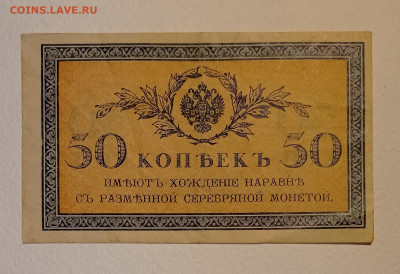 COINS.LAVE.RU
50 КОПѢЕКЪ 50
ИМѢЮТЪ ХОЖДЕНІЕ НАРАВНѢ
СЪ РАЗМѢННОЙ СЕРЕБРЯНОЙ МОНЕТОЙ.